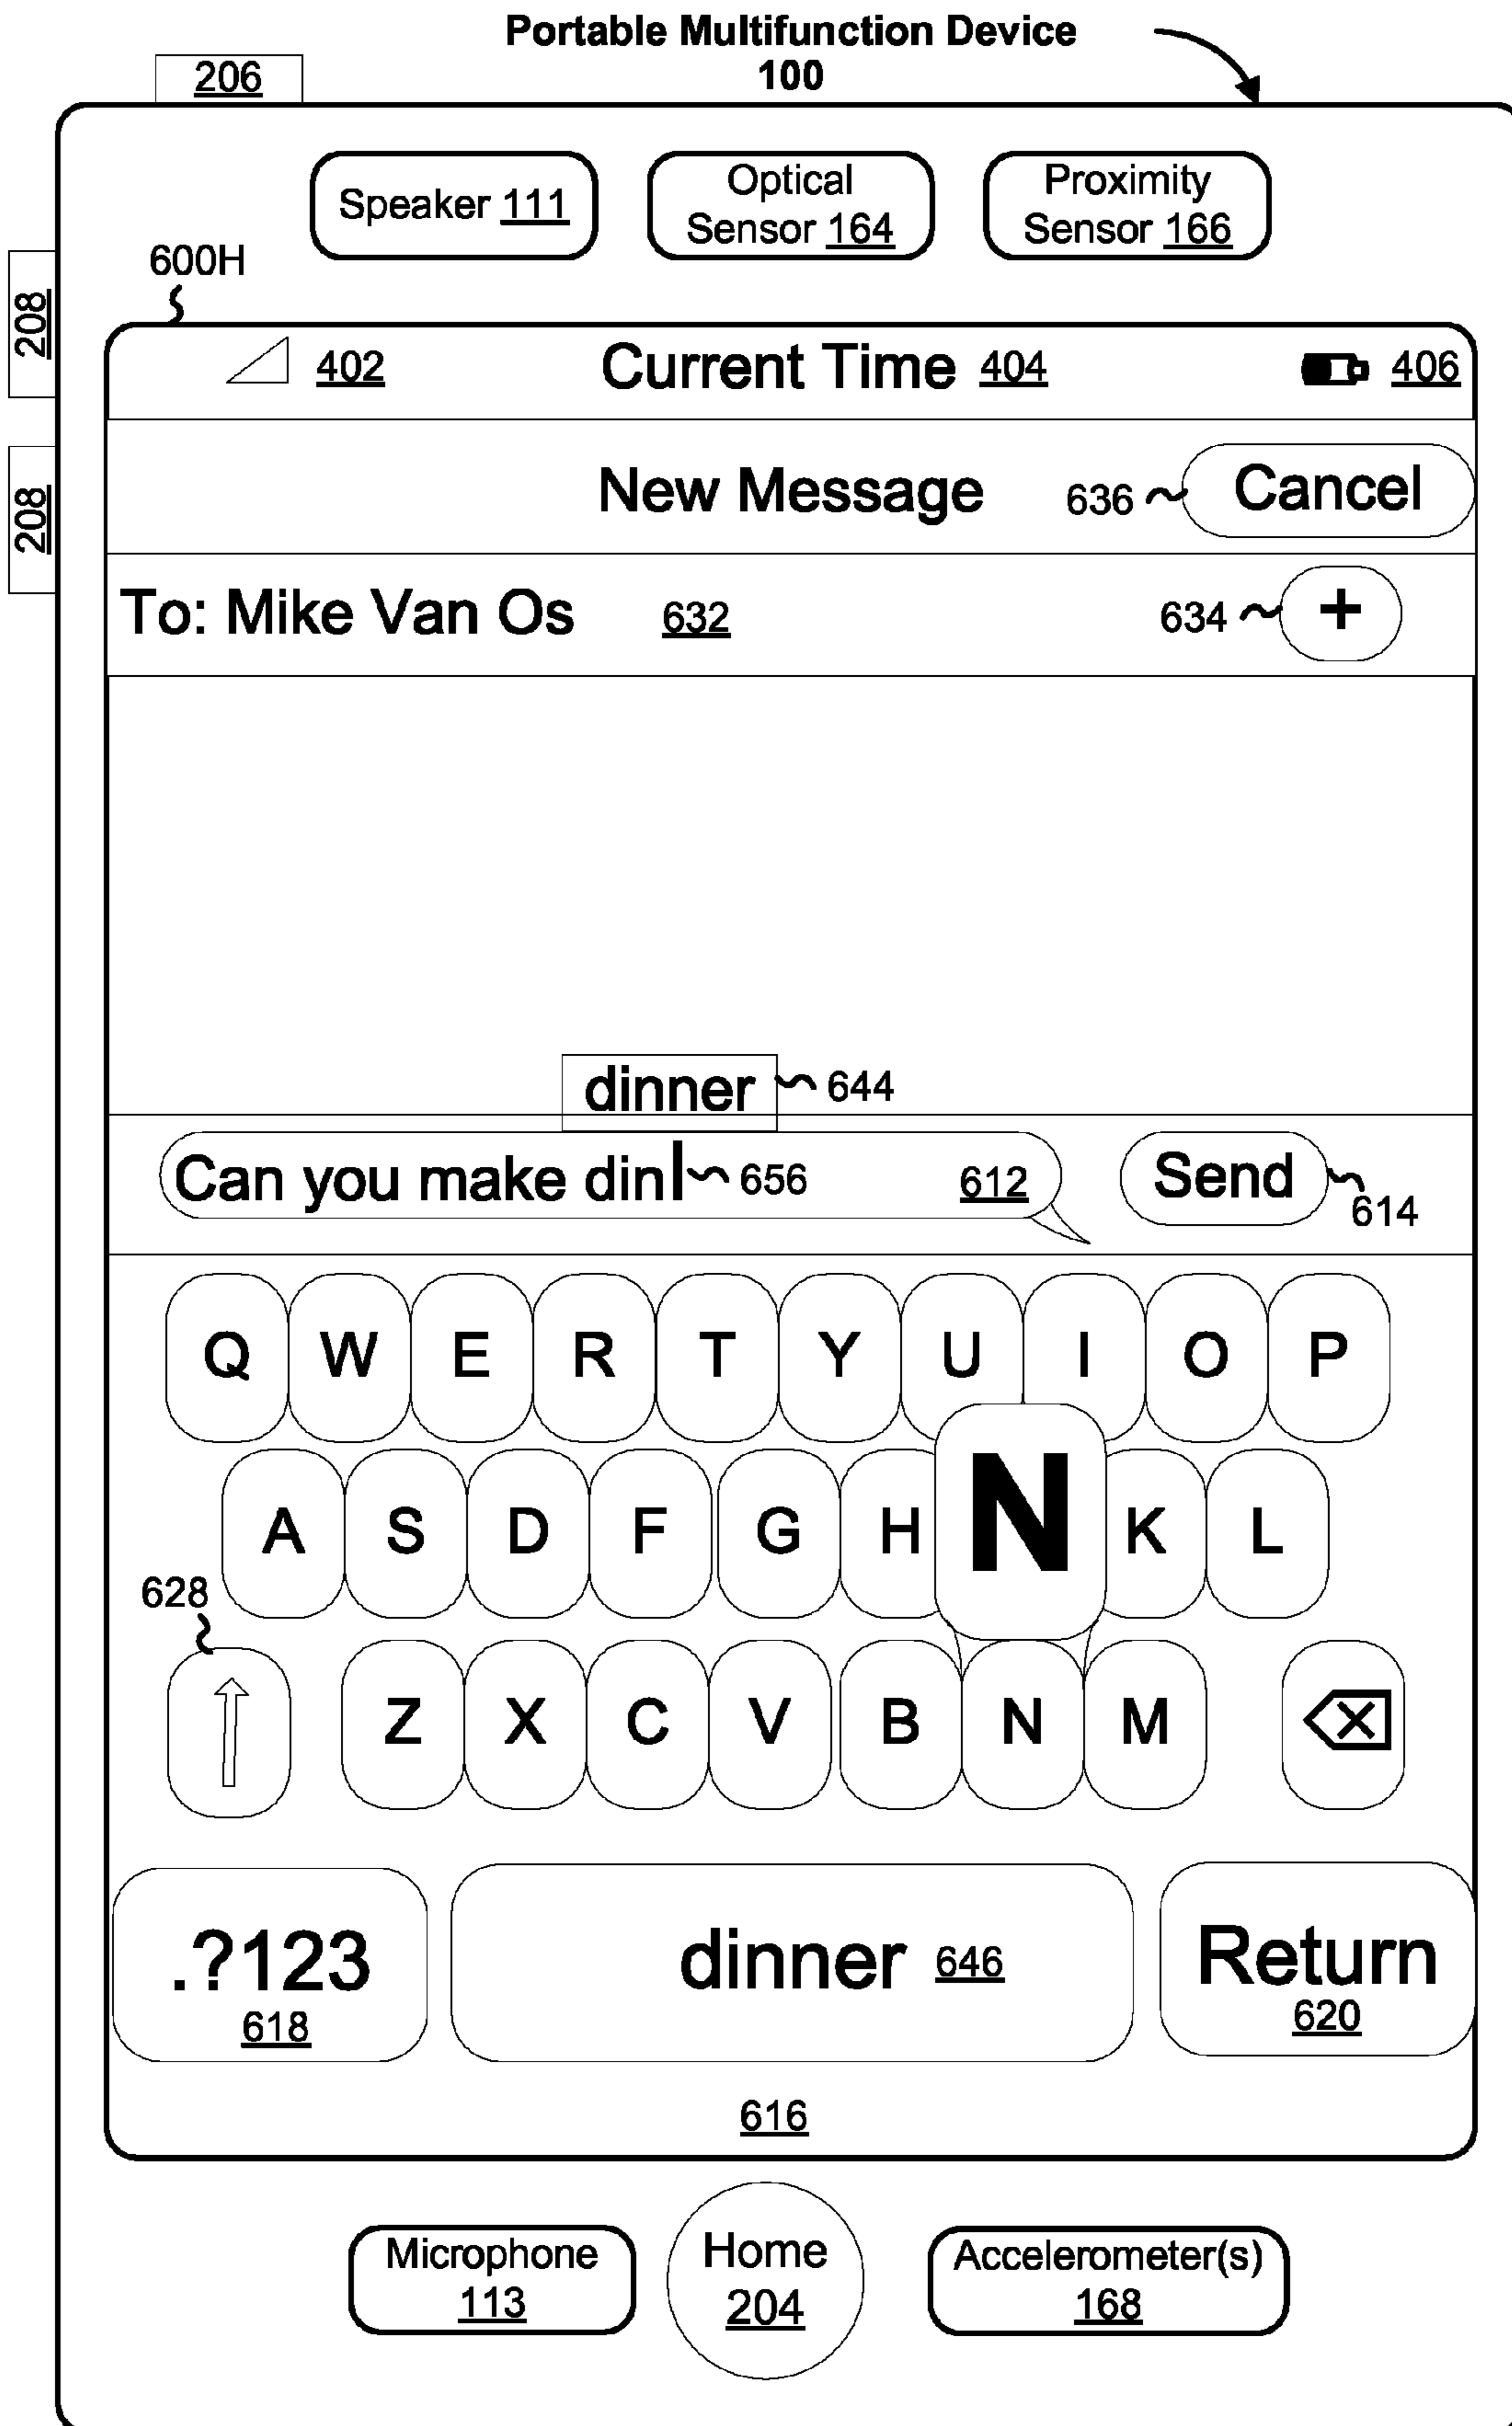 Portable Multifunction Device
100
206
Speaker 111
Optical
Sensor 164
Proximity
Sensor 166
600H
208
402 Current Time 404 406
208
New Message 636 Cancel
To: Mike Van Os 632 634 +
dinner 644
Can you make din 656 612 Send
614
Q W E R T Y U I O P
A S D F G H N K L
628
Z X C V B N M
.?123 dinner 646 Return
618 620
616
Microphone
113
Home
204
Accelerometer(s)
168